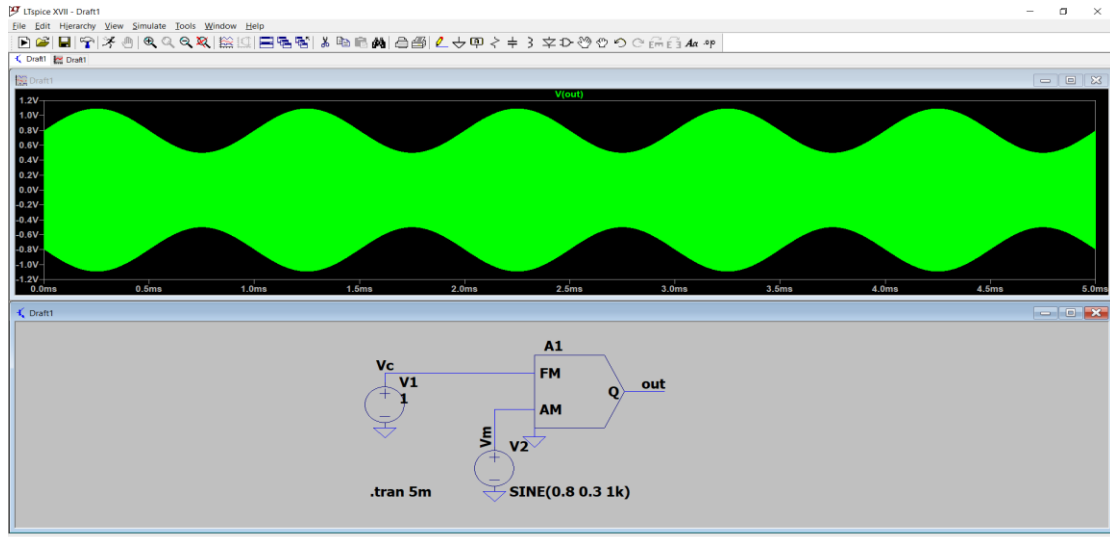 LTspice XVII - Draft1
File Edit Hierarchy View Simulate Tools Window Help
Draft1 Draft1
Draft1
V(out)
1.2V
1.0V
0.8V
0.6V
0.4V
0.2V
0.0V
-0.2V
-0.4V
-0.6V
-0.8V
-1.0V
-1.2V
0.0ms 0.5ms 1.0ms 1.5ms 2.0ms 2.5ms 3.0ms 3.5ms 4.0ms 4.5ms 5.0ms
Draft1
A1
Vc
V1
1
FM
Q
out
AM
Vm
V2
.tran 5m
SINE(0.8 0.3 1k)